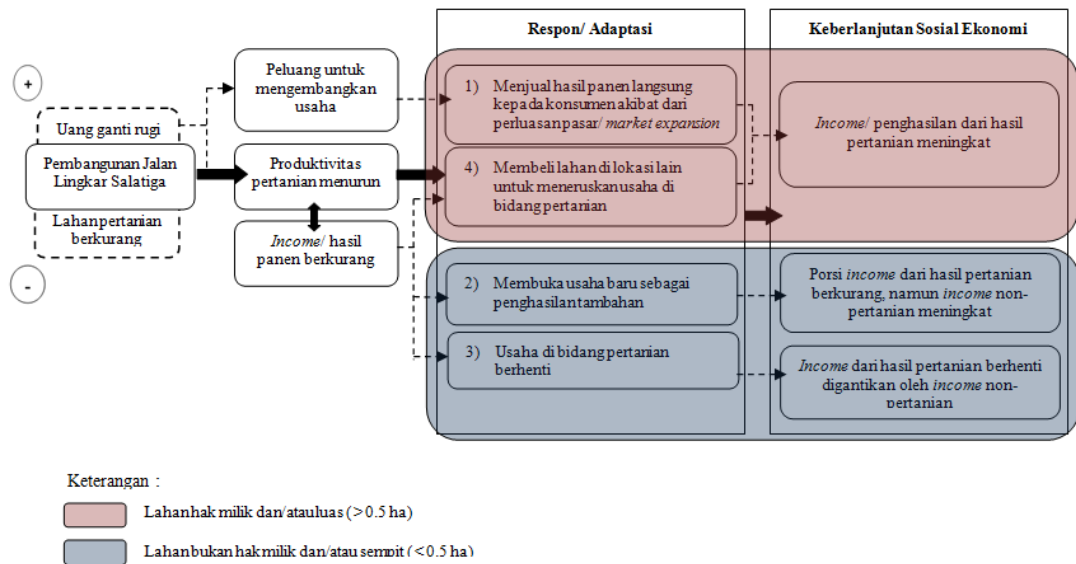 Respon/ Adaptasi
Keberlanjutan Sosial Ekonomi
+
Uang ganti rugi
Pembangunan Jalan
Lingkar Salatiga
Lahan pertanian
berkurang
-
Peluang untuk
mengembangkan
usaha
Produktivitas
pertanian menurun
Income/ hasil
panen berkurang
1) Menjual hasil panen langsung
kepada konsumen akibat dari
perluasan pasar/ market expansion
4) Membeli lahan di lokasi lain
untuk meneruskan usaha di
bidang pertanian
2) Membuka usaha baru sebagai
penghasilan tambahan
3) Usaha di bidang pertanian
berhenti
Income/ penghasilan dari hasil
pertanian meningkat
Porsi income dari hasil pertanian
berkurang, namun income non-
pertanian meningkat
Income dari hasil pertanian berhenti
digantikan oleh income non-
pertanian
Keterangan :
Lahan hak milik dan/atau luas (>0.5 ha)
Lahan bukan hak milik dan/atau sempit (<0.5 ha)